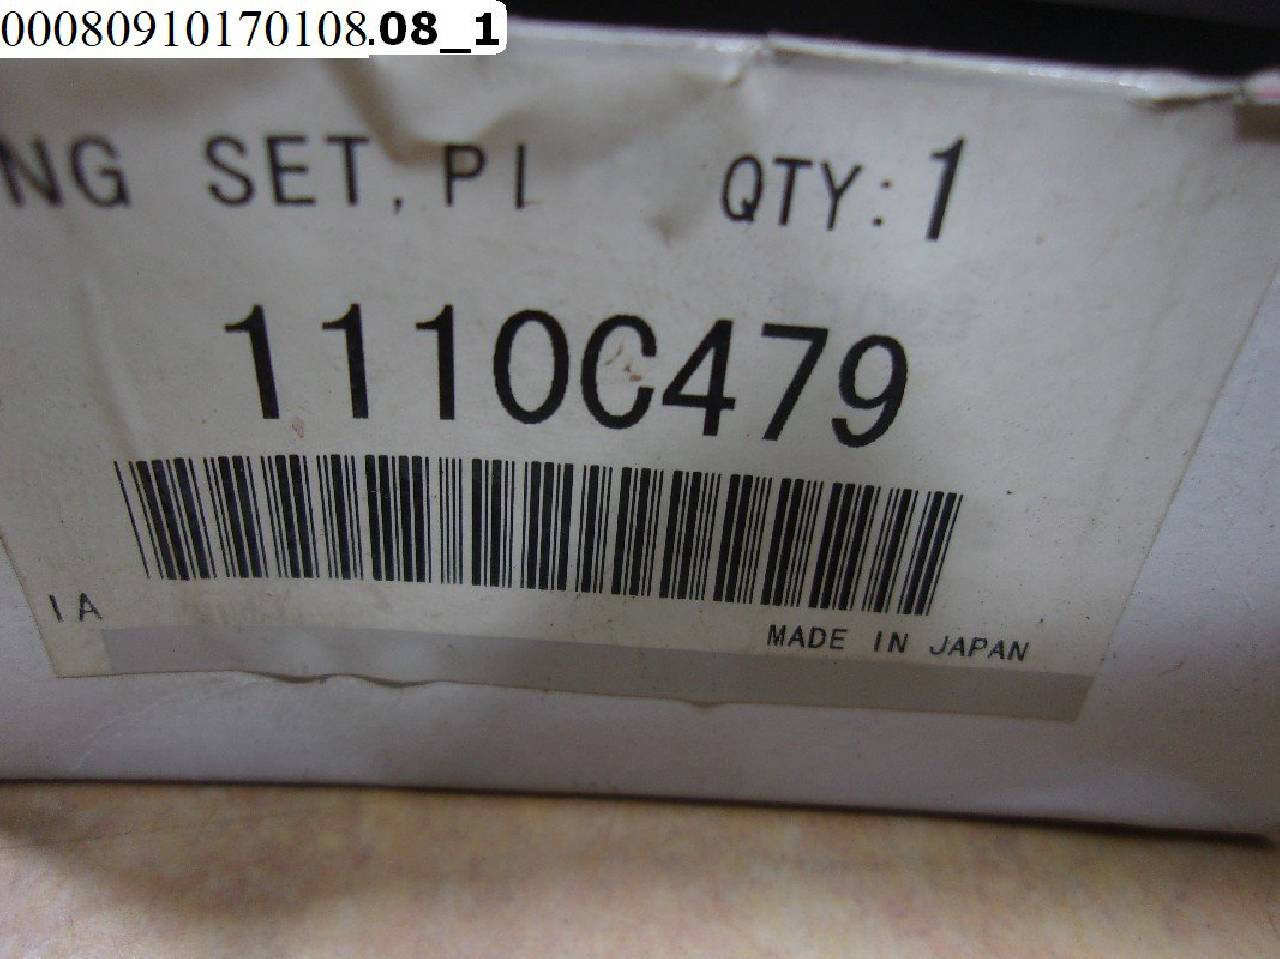 00080910170108.08_1
NG SET, PI QTY: 1
1110C479
IA
MADE IN JAPAN